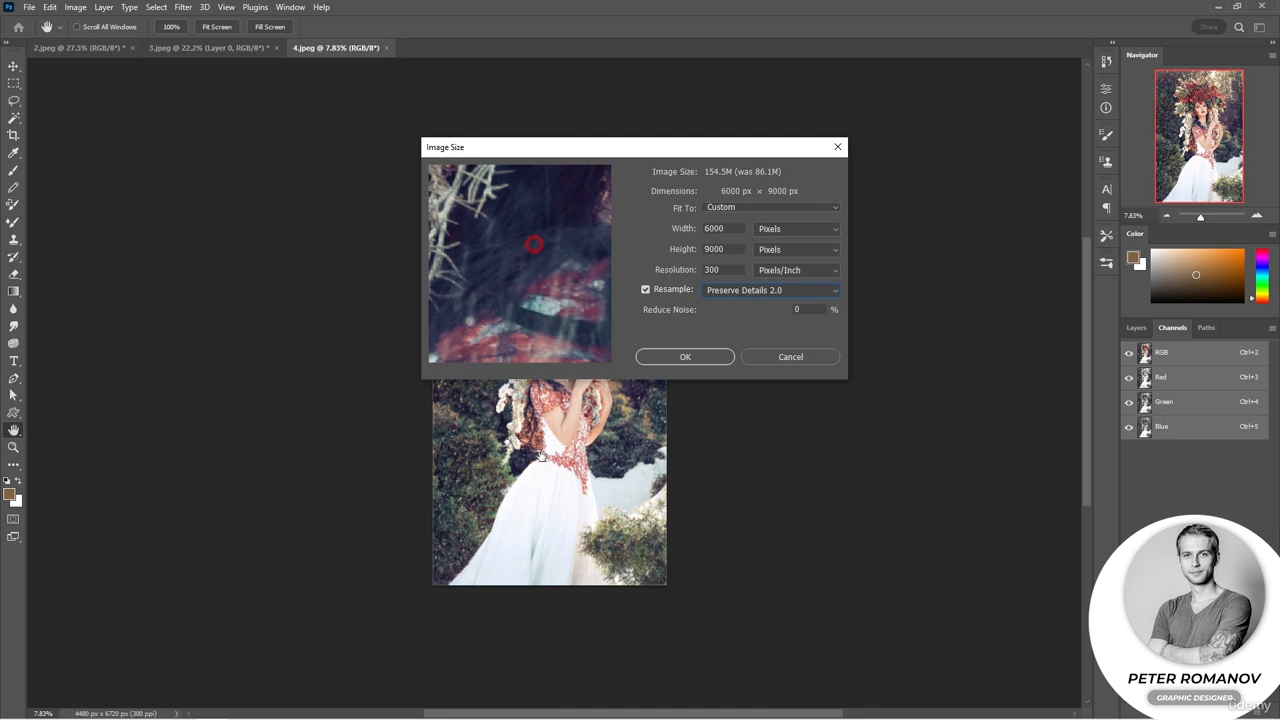 Ps File Edit Image Layer Type Select Filter 3D View Plugins Window Help
Scroll All Windows 100% Fit Screen Fill Screen Share
2.jpeg @ 27.3% (RGB/8*) * × 3.jpeg @ 22.2% (Layer 0, RGB/8*) * × 4.jpeg @ 7.83% (RGB/8*) ×
Navigator
Image Size
Image Size: 154.5M (was 86.1M)
Dimensions: 6000 px × 9000 px
Fit To: Custom
Width: 6000 Pixels
Height: 9000 Pixels
Resolution: 300 Pixels/Inch
Resample: Preserve Details 2.0
Reduce Noise: 0 %
OK Cancel
7.83%
Color
Layers Channels Paths
RGB Ctrl+2
Red Ctrl+3
Green Ctrl+4
Blue Ctrl+5
PETER ROMANOV
GRAPHIC DESIGNER
udemy
7.83% 4480 px x 6720 px (300 ppi)